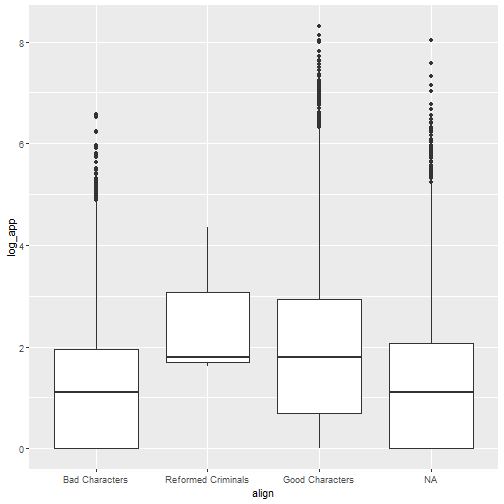 8
6
4
2
0
log_app
Bad Characters
Reformed Criminals
Good Characters
NA
align